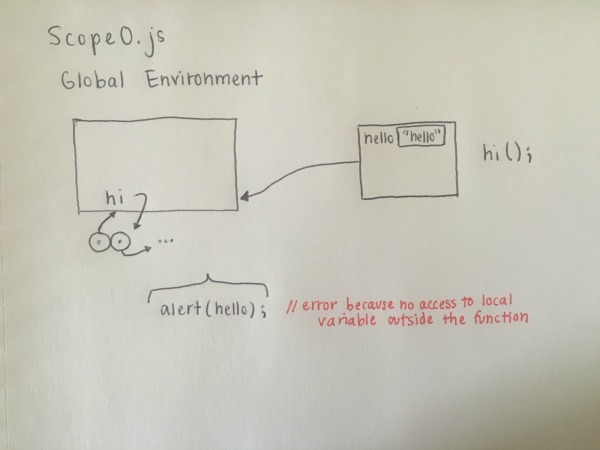 Scope0.js
Global Environment
hello "hello"
hi();
hi
...
alert(hello);
// error because no access to local
variable outside the function